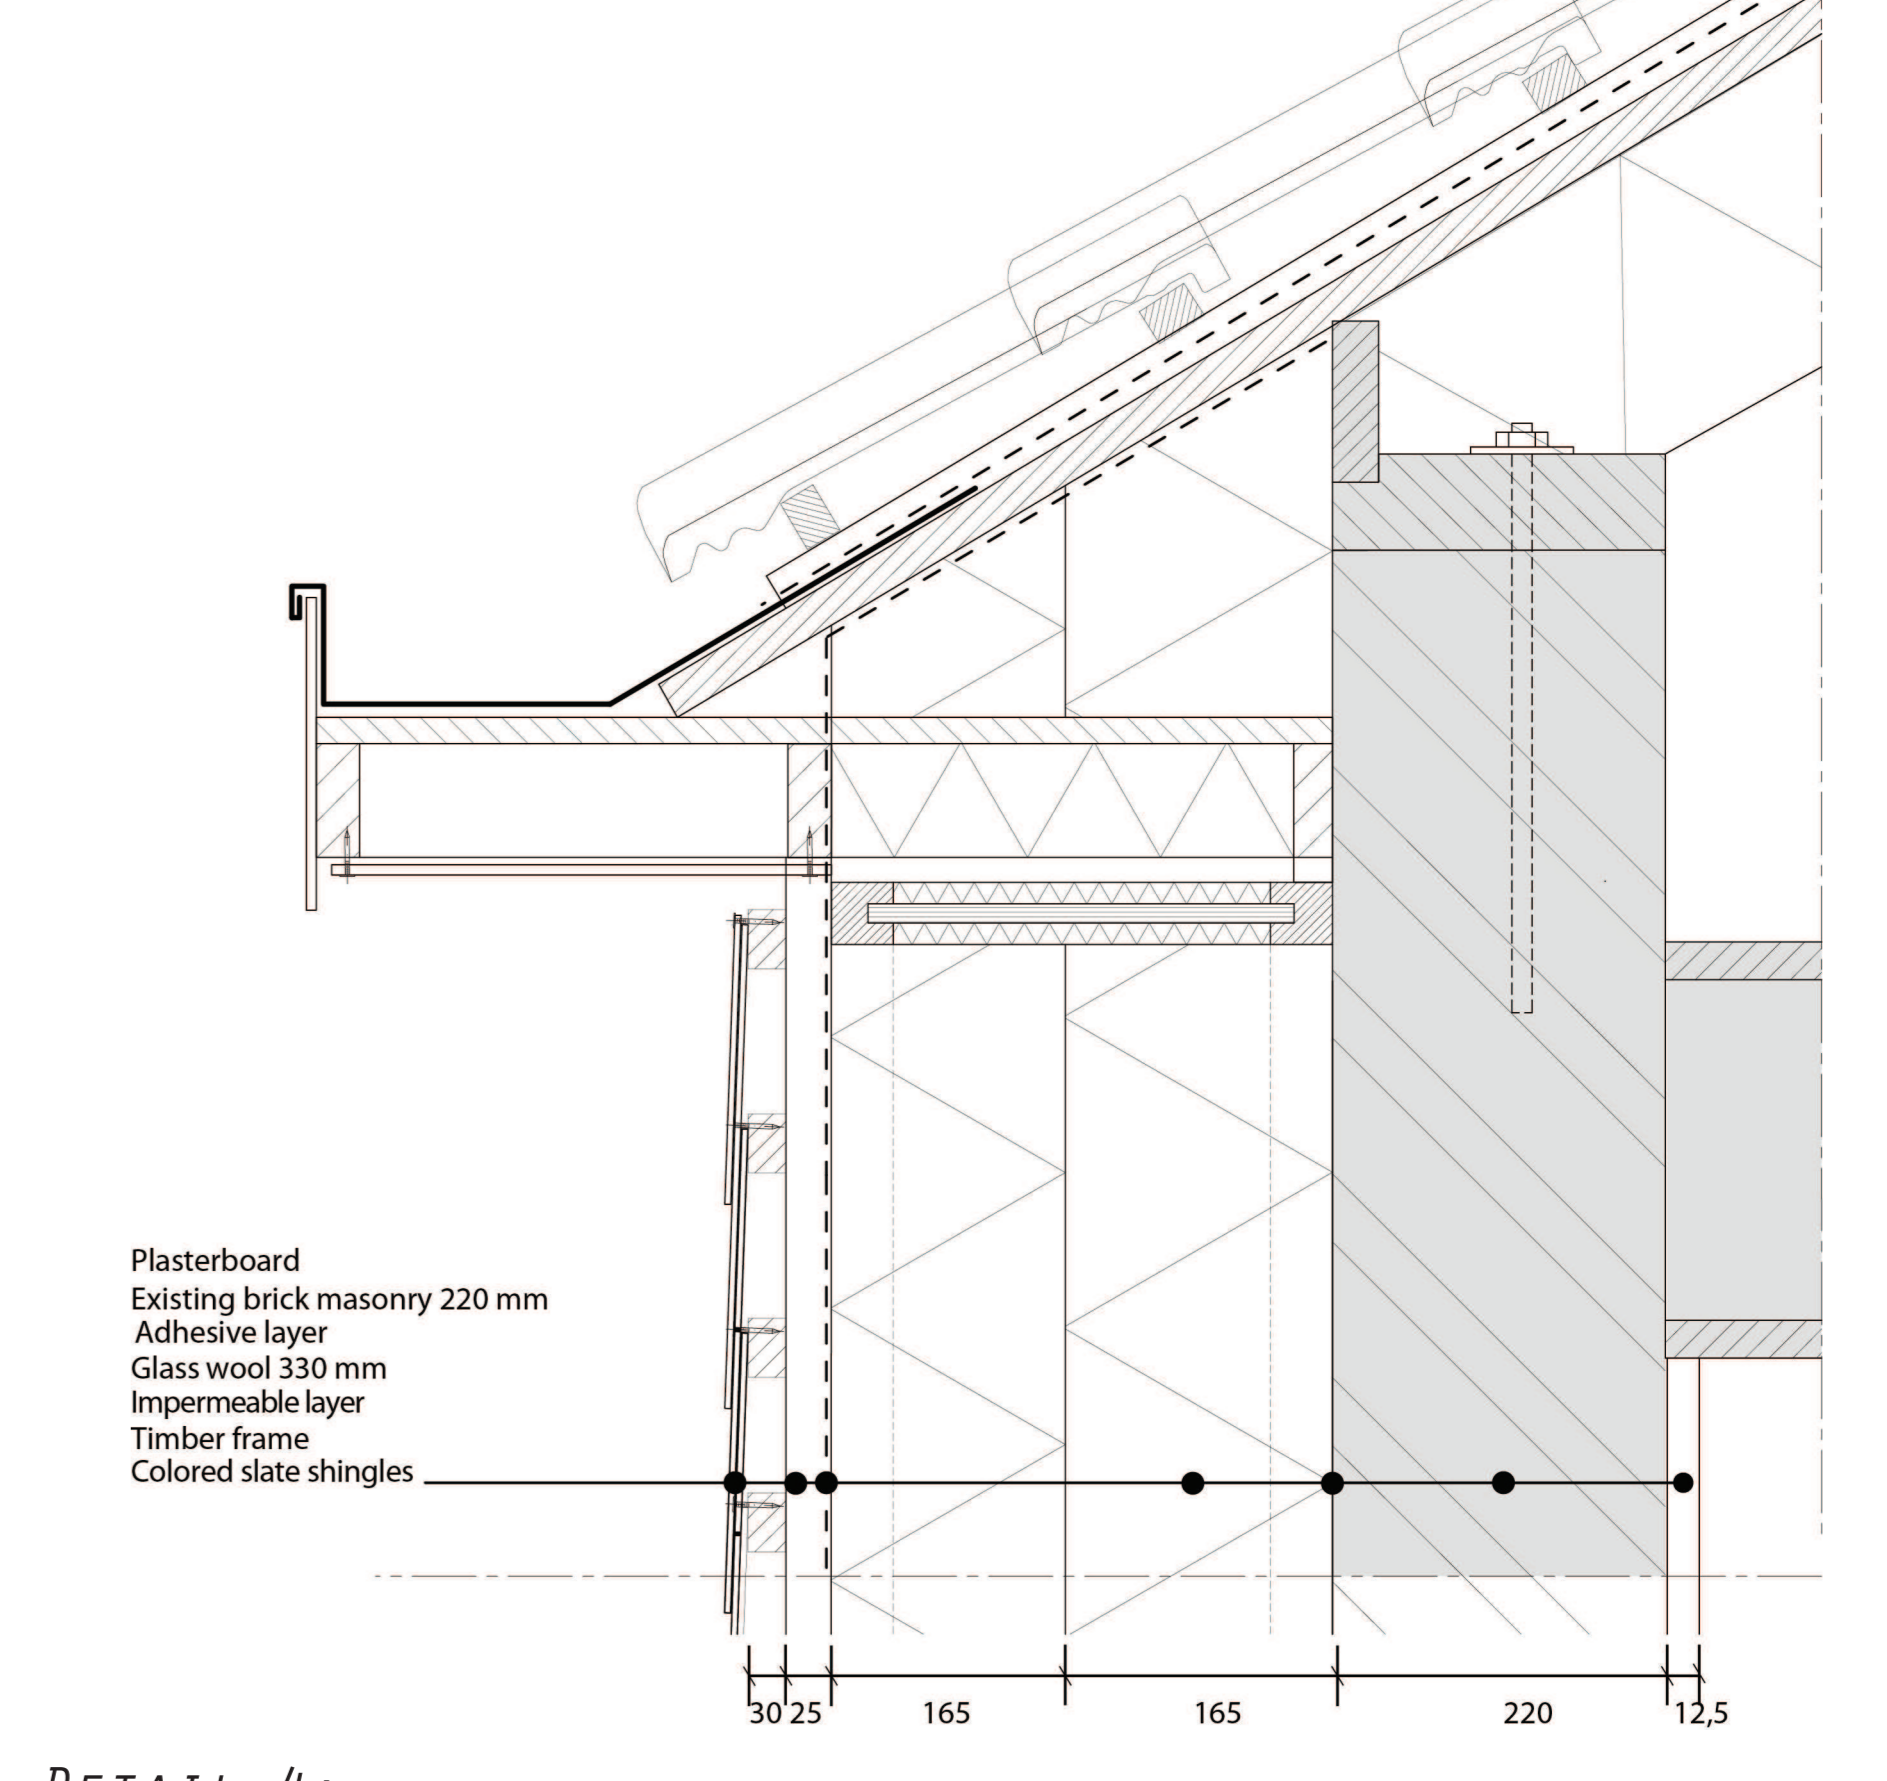 Plasterboard
Existing brick masonry 220 mm
Adhesive layer
Glass wool 330 mm
Impermeable layer
Timber frame
Colored slate shingles
30 25 165 165 220 12,5